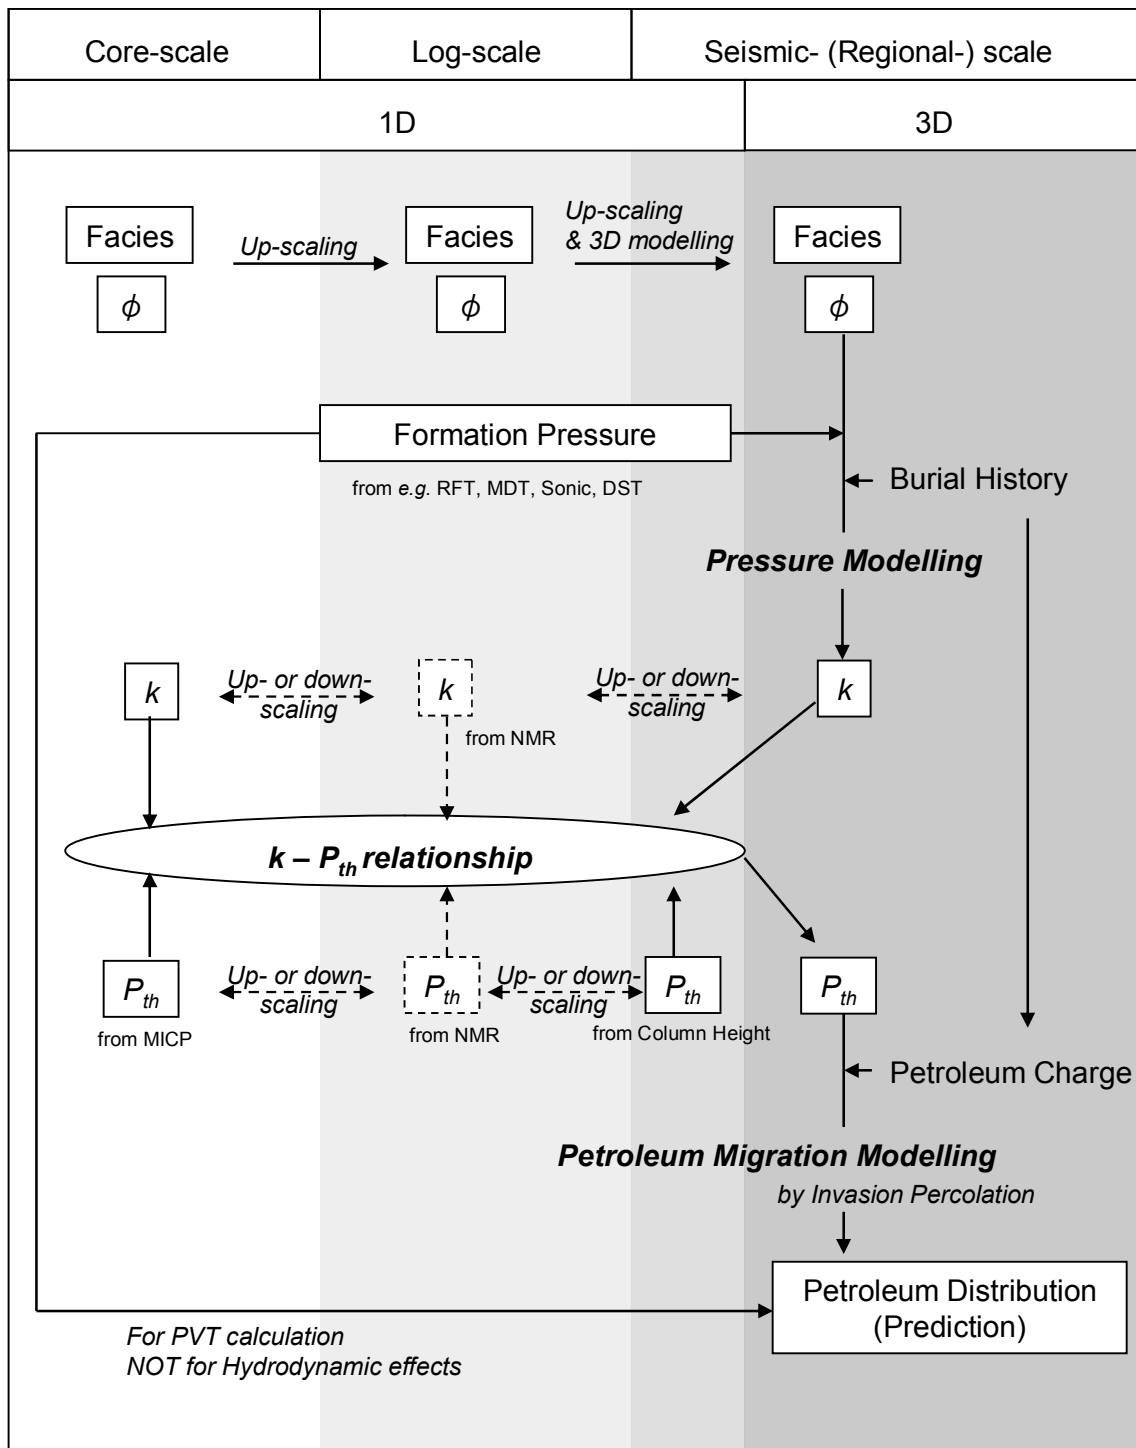 Core-scale
Log-scale
Seismic- (Regional-) scale
1D
3D
Facies
ϕ
Up-scaling
Facies
ϕ
Up-scaling
& 3D modelling
Facies
ϕ
Formation Pressure
from e.g. RFT, MDT, Sonic, DST
Burial History
Pressure Modelling
k
Up- or down-
scaling
k
from NMR
Up- or down-
scaling
k
k – Pth relationship
Pth
from MICP
Up- or down-
scaling
Pth
from NMR
Up- or down-
scaling
Pth
from Column Height
Pth
Petroleum Charge
Petroleum Migration Modelling
by Invasion Percolation
Petroleum Distribution
(Prediction)
For PVT calculation
NOT for Hydrodynamic effects